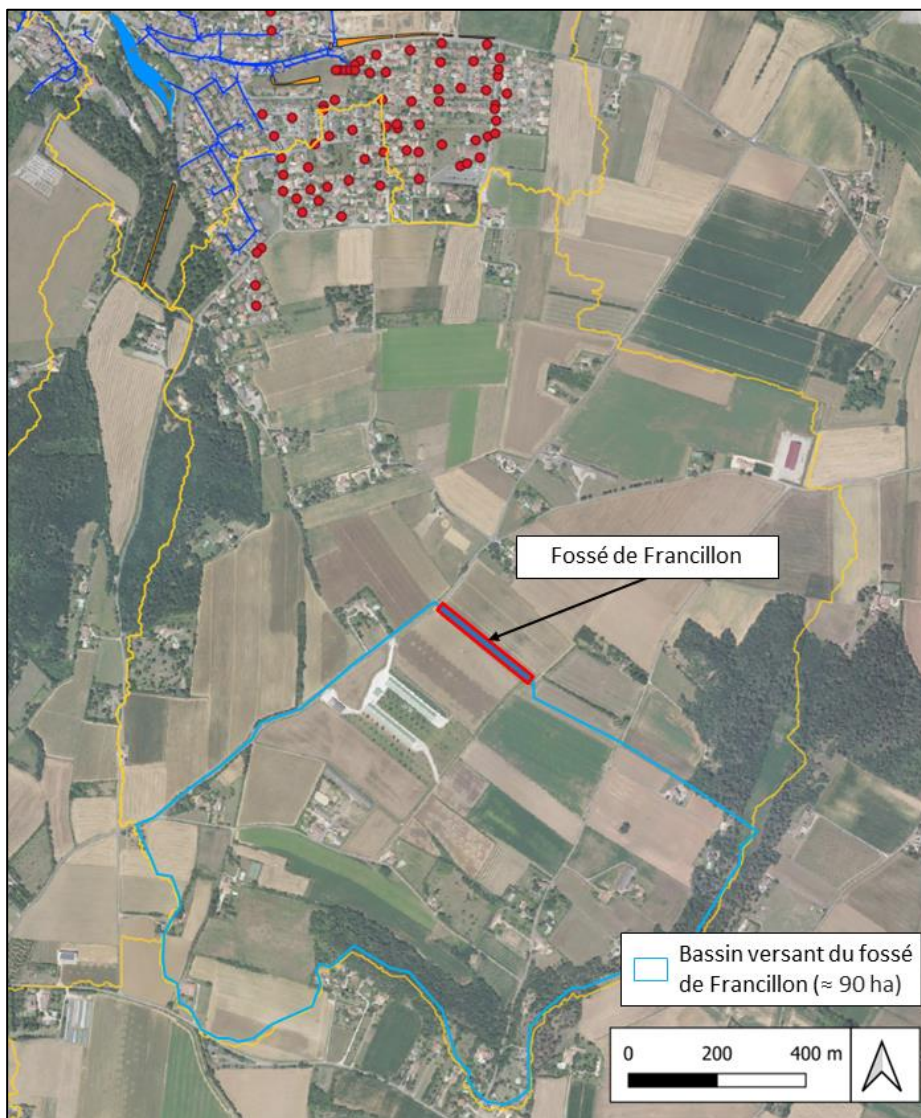 Fossé de Francillon
Bassin versant du fossé
de Francillon (≈ 90 ha)
0 200 400 m